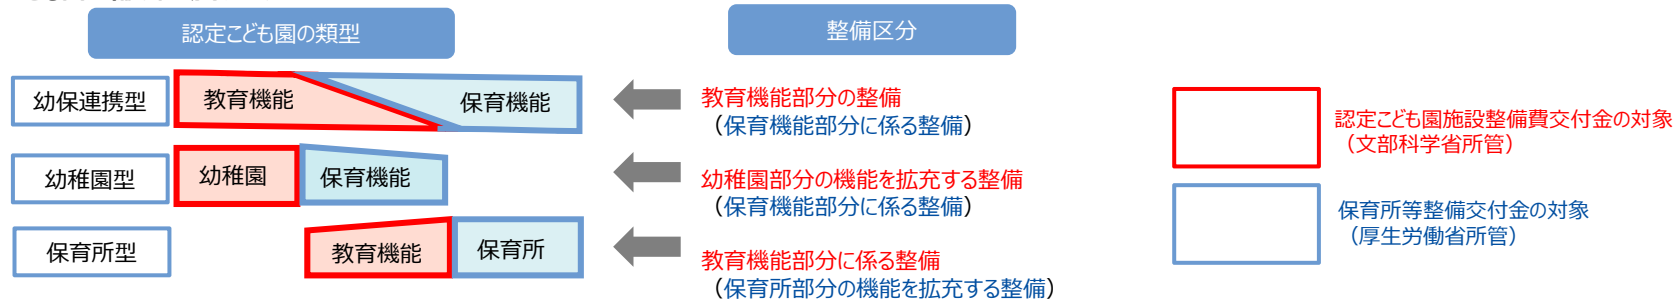 認定こども園の類型
整備区分
幼保連携型
教育機能
保育機能
教育機能部分の整備
（保育機能部分に係る整備）
幼稚園型
幼稚園
保育機能
幼稚園部分の機能を拡充する整備
（保育機能部分に係る整備）
保育所型
教育機能
保育所
教育機能部分に係る整備
（保育所部分の機能を拡充する整備）
認定こども園施設整備費交付金の対象
（文部科学省所管）
保育所等整備交付金の対象
（厚生労働省所管）